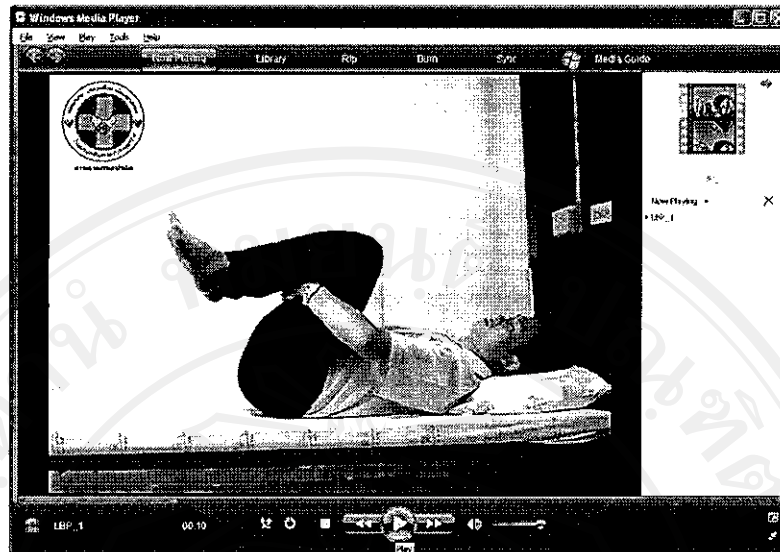 Windows Media Player
File View Play Tools Help
Now Playing Library Rip Burn Sync Media Guide
Now Playing
LBP_1
LBP_1 00:10
Play